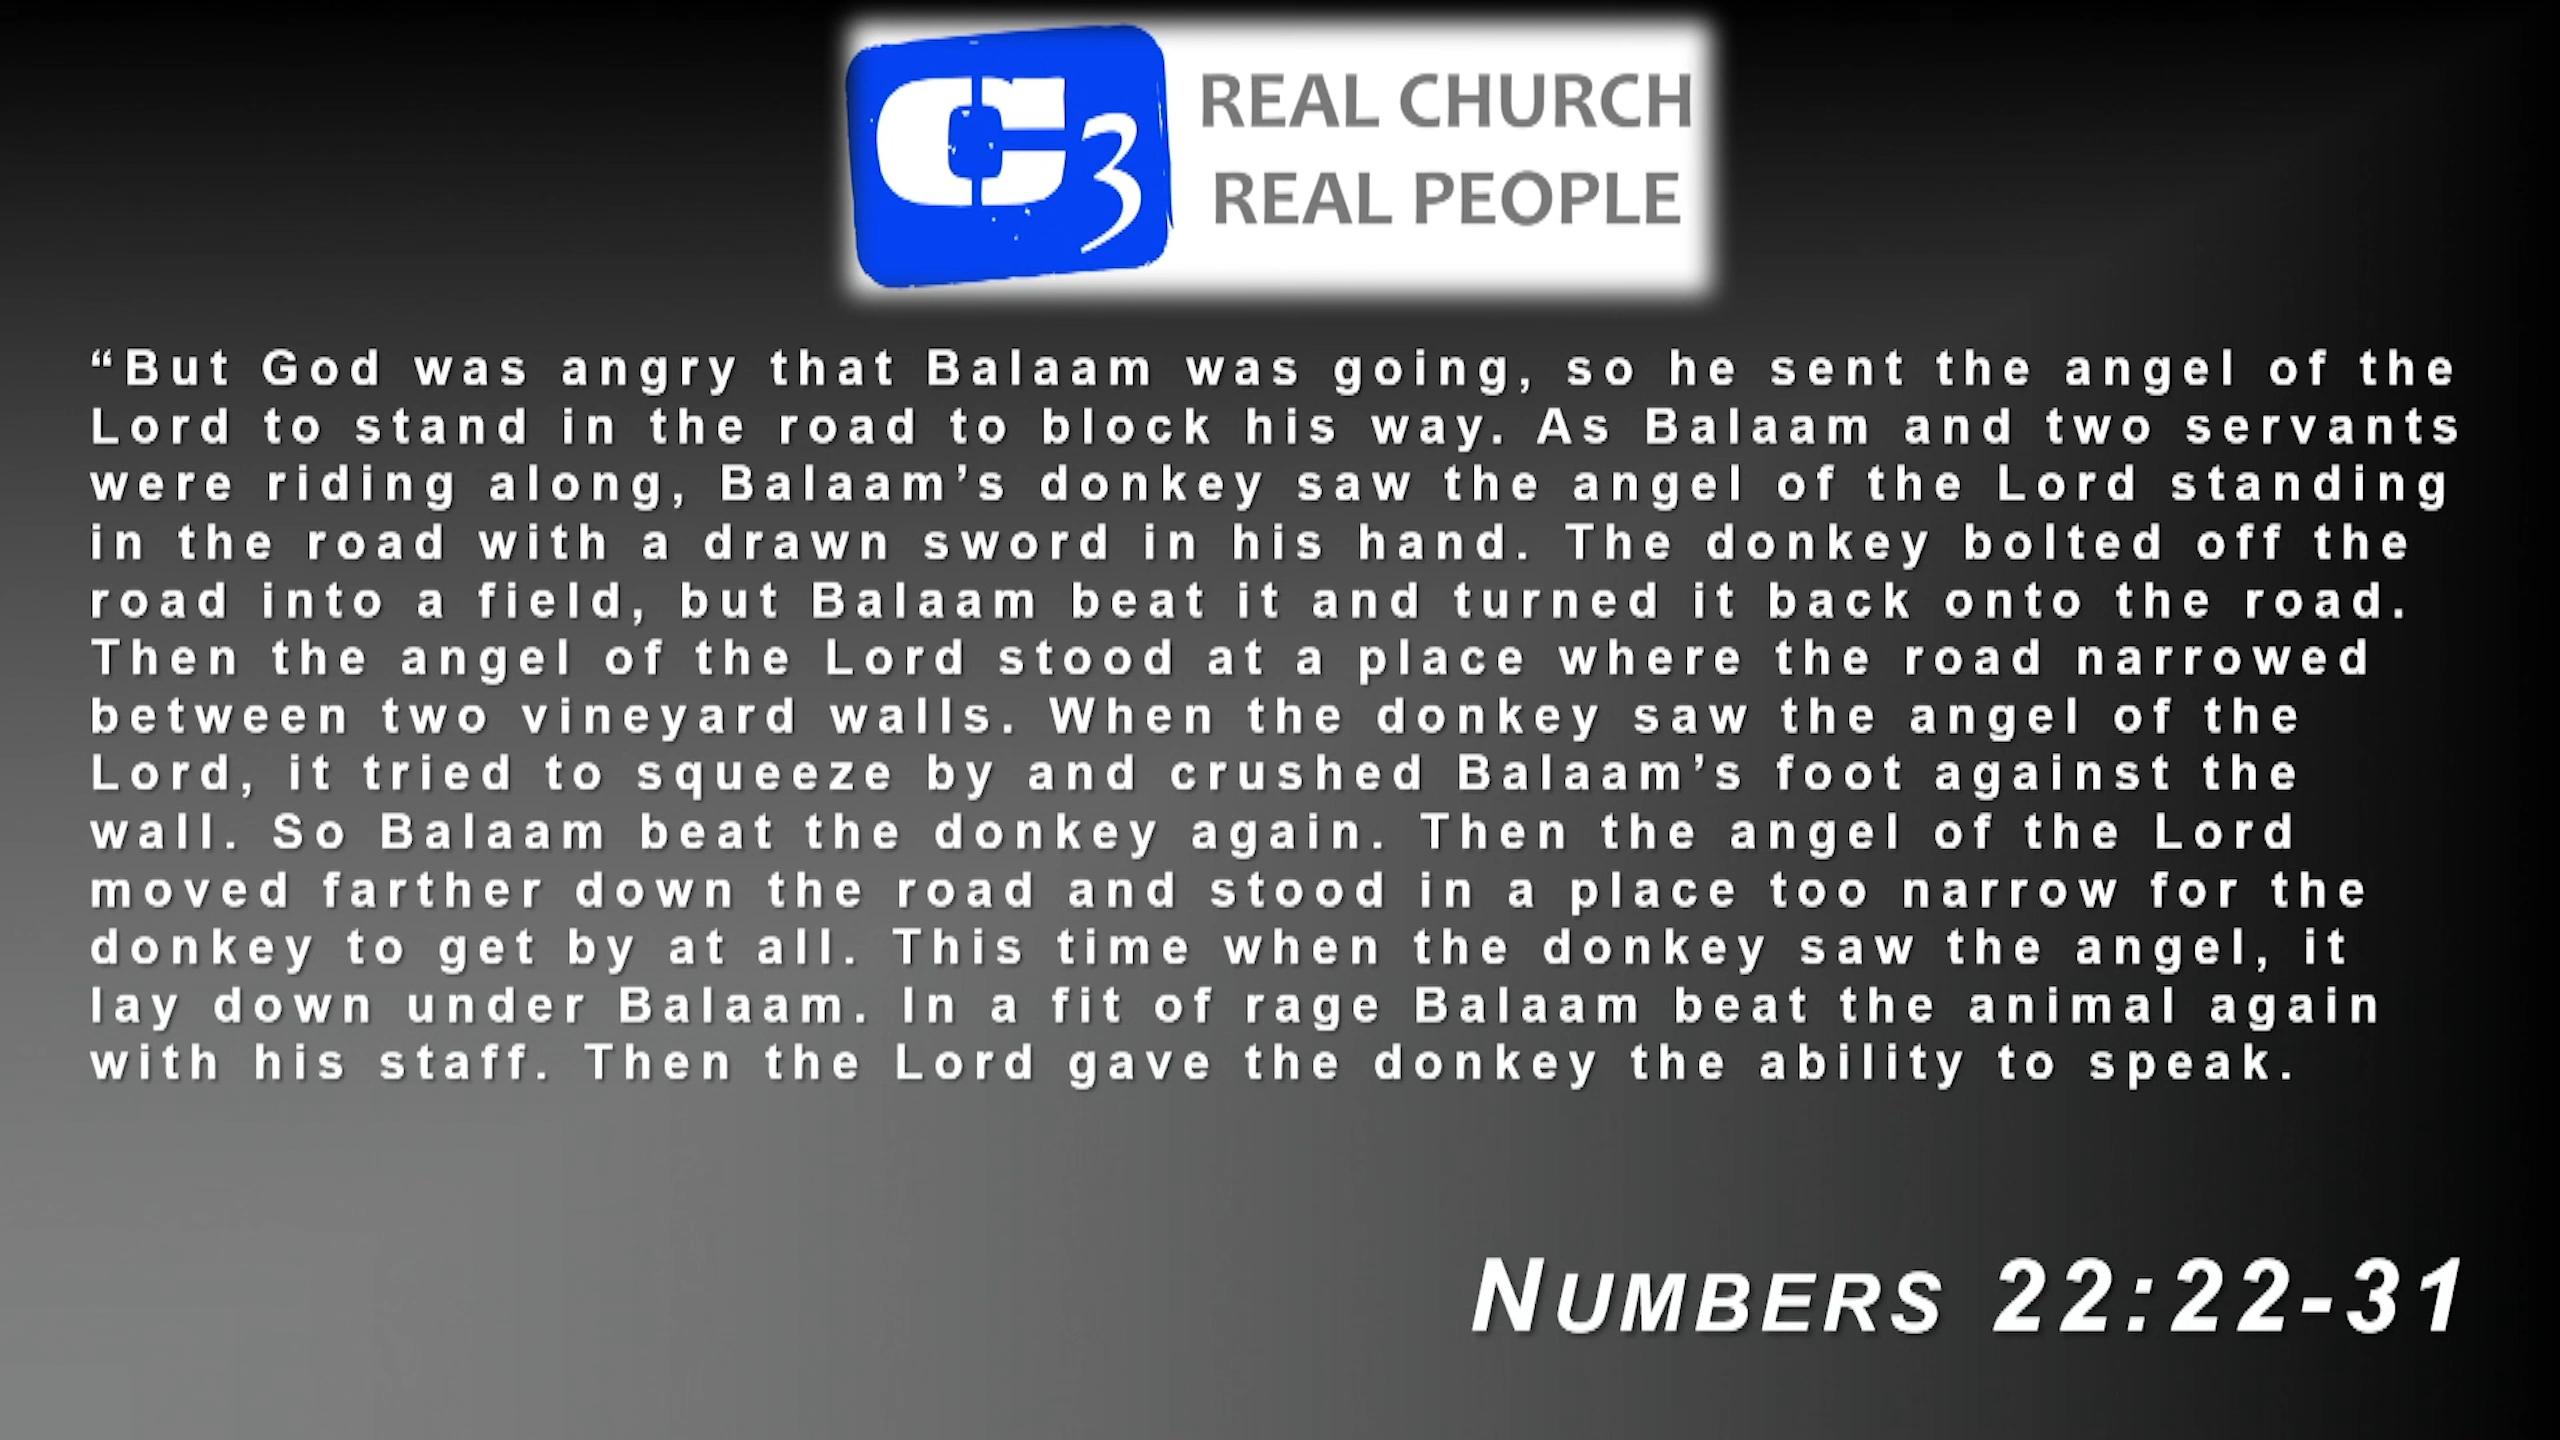 C3
REAL CHURCH
REAL PEOPLE
“But God was angry that Balaam was going, so he sent the angel of the
Lord to stand in the road to block his way. As Balaam and two servants
were riding along, Balaam’s donkey saw the angel of the Lord standing
in the road with a drawn sword in his hand. The donkey bolted off the
road into a field, but Balaam beat it and turned it back onto the road.
Then the angel of the Lord stood at a place where the road narrowed
between two vineyard walls. When the donkey saw the angel of the
Lord, it tried to squeeze by and crushed Balaam’s foot against the
wall. So Balaam beat the donkey again. Then the angel of the Lord
moved farther down the road and stood in a place too narrow for the
donkey to get by at all. This time when the donkey saw the angel, it
lay down under Balaam. In a fit of rage Balaam beat the animal again
with his staff. Then the Lord gave the donkey the ability to speak.
NUMBERS 22:22-31